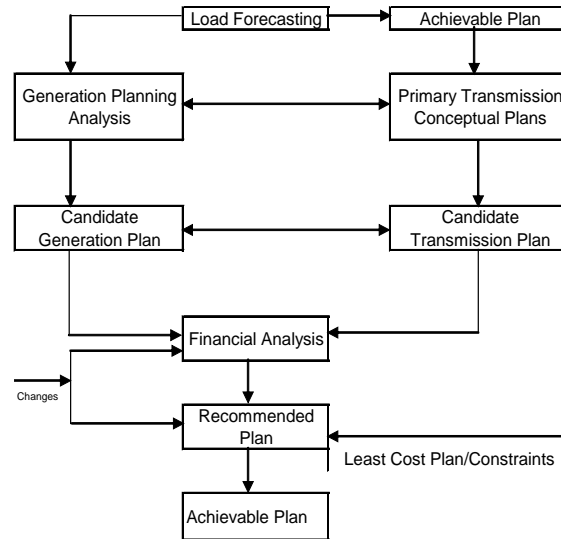 Load Forecasting
Achievable Plan
Generation Planning
Analysis
Primary Transmission
Conceptual Plans
Candidate
Generation Plan
Candidate
Transmission Plan
Financial Analysis
Changes
Recommended
Plan
Least Cost Plan/Constraints
Achievable Plan